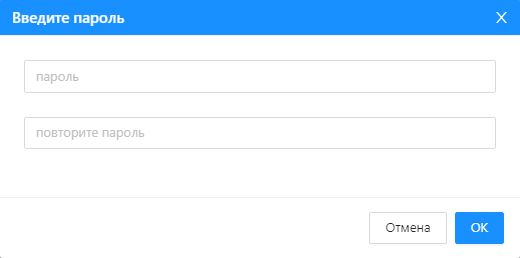 Введите пароль
пароль
повторите пароль
Отмена
OK